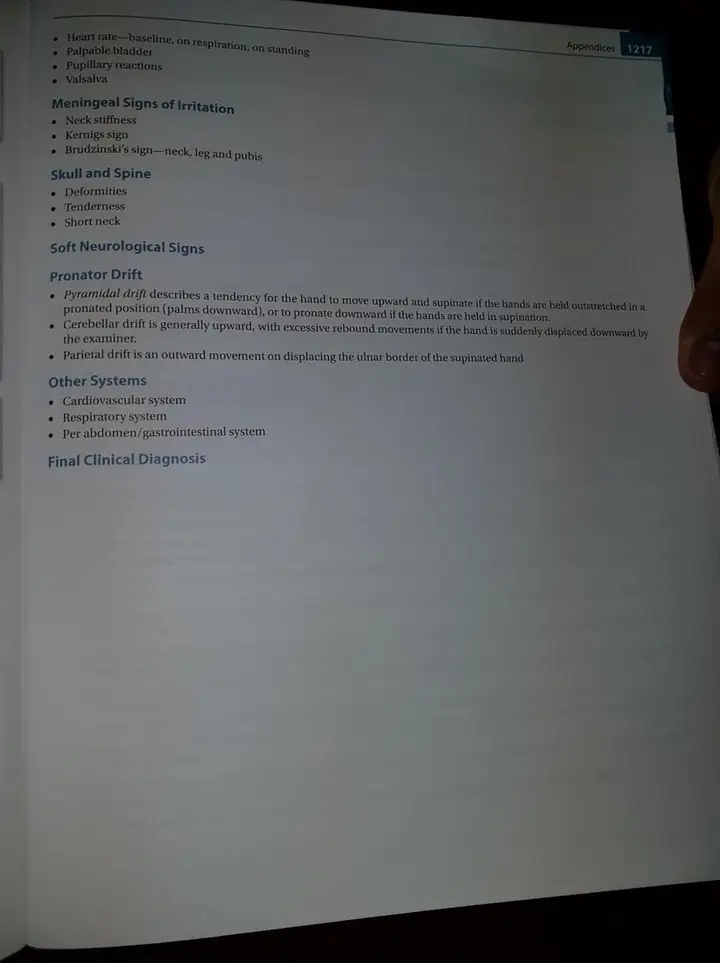 Appendices 1217
• Heart rate—baseline, on respiration, on standing
• Palpable bladder
• Pupillary reactions
• Valsalva
Meningeal Signs of Irritation
• Neck stiffness
• Kernigs sign
• Brudzinski's sign—neck, leg and pubis
Skull and Spine
• Deformities
• Tenderness
• Short neck
Soft Neurological Signs
Pronator Drift
• Pyramidal drift describes a tendency for the hand to move upward and supinate if the hands are held outstretched in a
pronated position (palms downward), or to pronate downward if the hands are held in supination.
• Cerebellar drift is generally upward, with excessive rebound movements if the hand is suddenly displaced downward by
the examiner.
• Parietal drift is an outward movement on displacing the ulnar border of the supinated hand
Other Systems
• Cardiovascular system
• Respiratory system
• Per abdomen/gastrointestinal system
Final Clinical Diagnosis